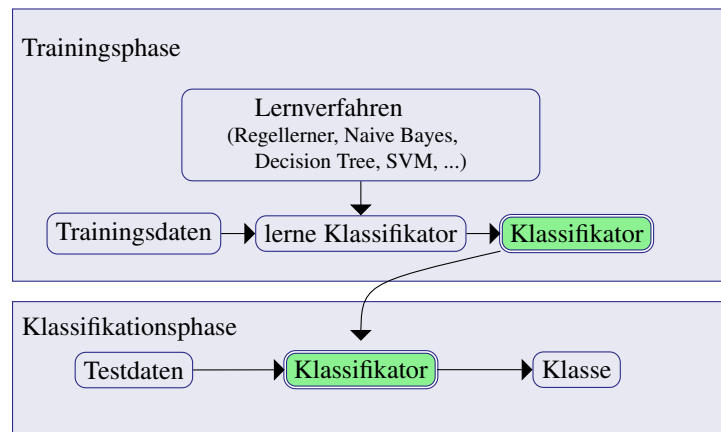 Trainingsphase
Lernverfahren
(Regellerner, Naive Bayes,
Decision Tree, SVM, ...)
Trainingsdaten
lerne Klassifikator
Klassifikator
Klassifikationsphase
Testdaten
Klassifikator
Klasse